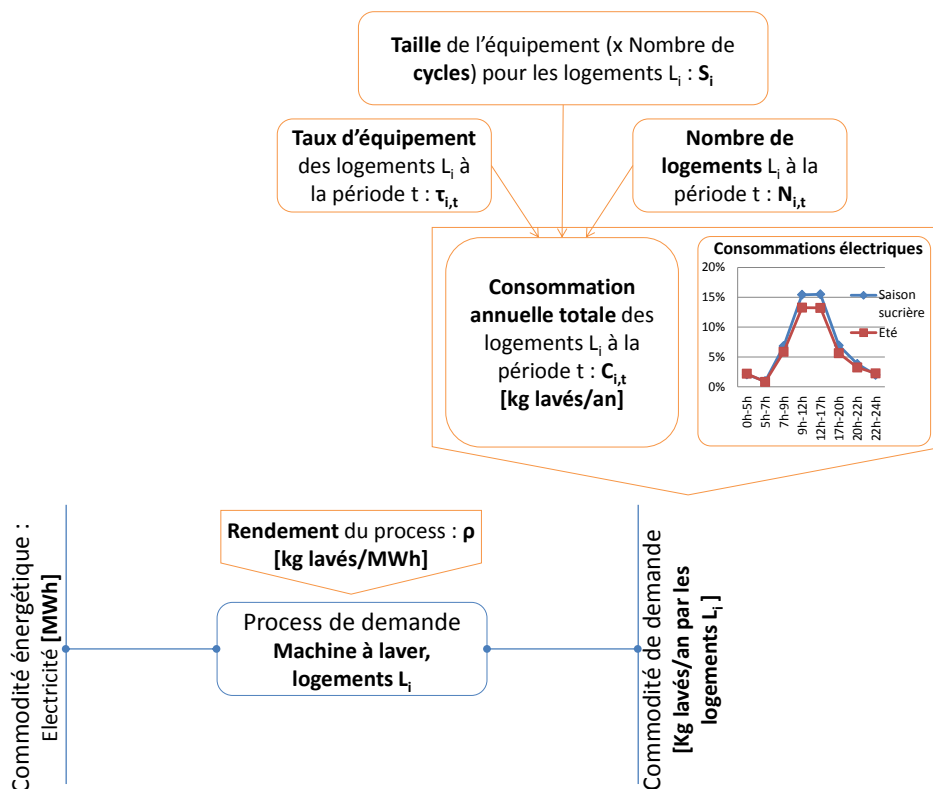 Taille de l'équipement (x Nombre de
cycles) pour les logements Li : Si
Taux d'équipement
des logements Li à
la période t : τi,t
Nombre de
logements Li à la
période t : Ni,t
Consommation
annuelle totale des
logements Li à la
période t : Ci,t
[kg lavés/an]
Consommations électriques
20%
15%
10%
5%
0%
Saison
sucrière
Eté
0h-5h
5h-7h
7h-9h
9h-12h
12h-17h
17h-20h
20h-22h
22h-24h
Commodité énergétique :
Electricité [MWh]
Rendement du process : ρ
[kg lavés/MWh]
Process de demande
Machine à laver,
logements Li
Commodité de demande
[Kg lavés/an par les
logements Li ]